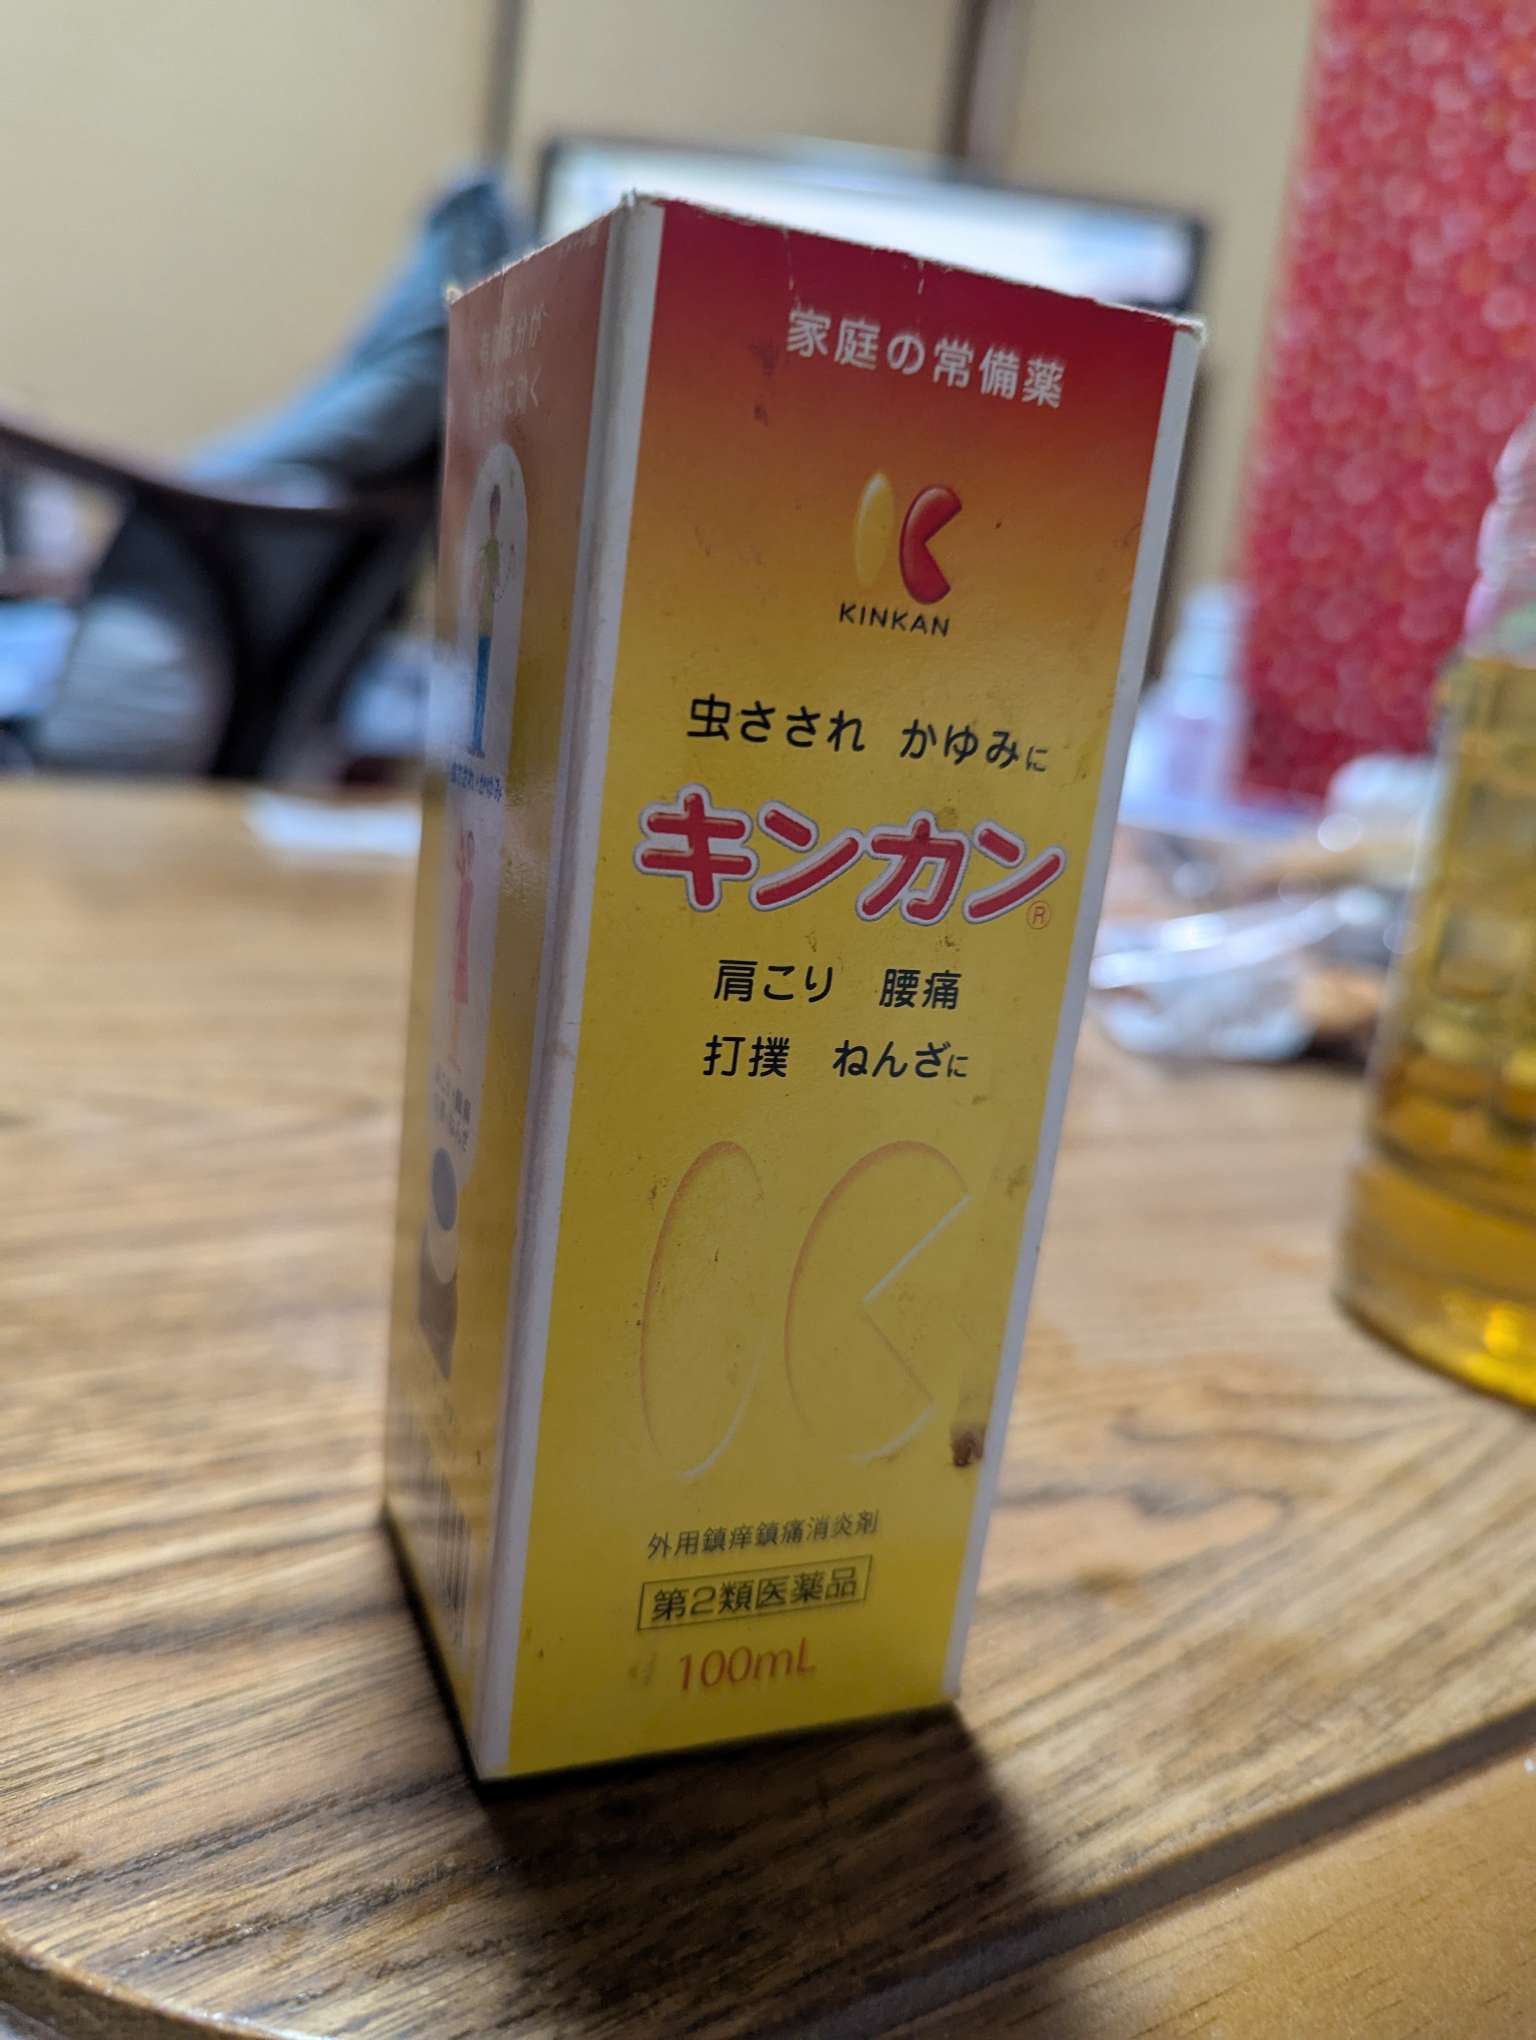 家庭の常備薬
KINKAN
虫さされ かゆみに
キンカン®
肩こり 腰痛
打撲 ねんざに
外用鎮痒鎮痛消炎剤
第2類医薬品
100mL